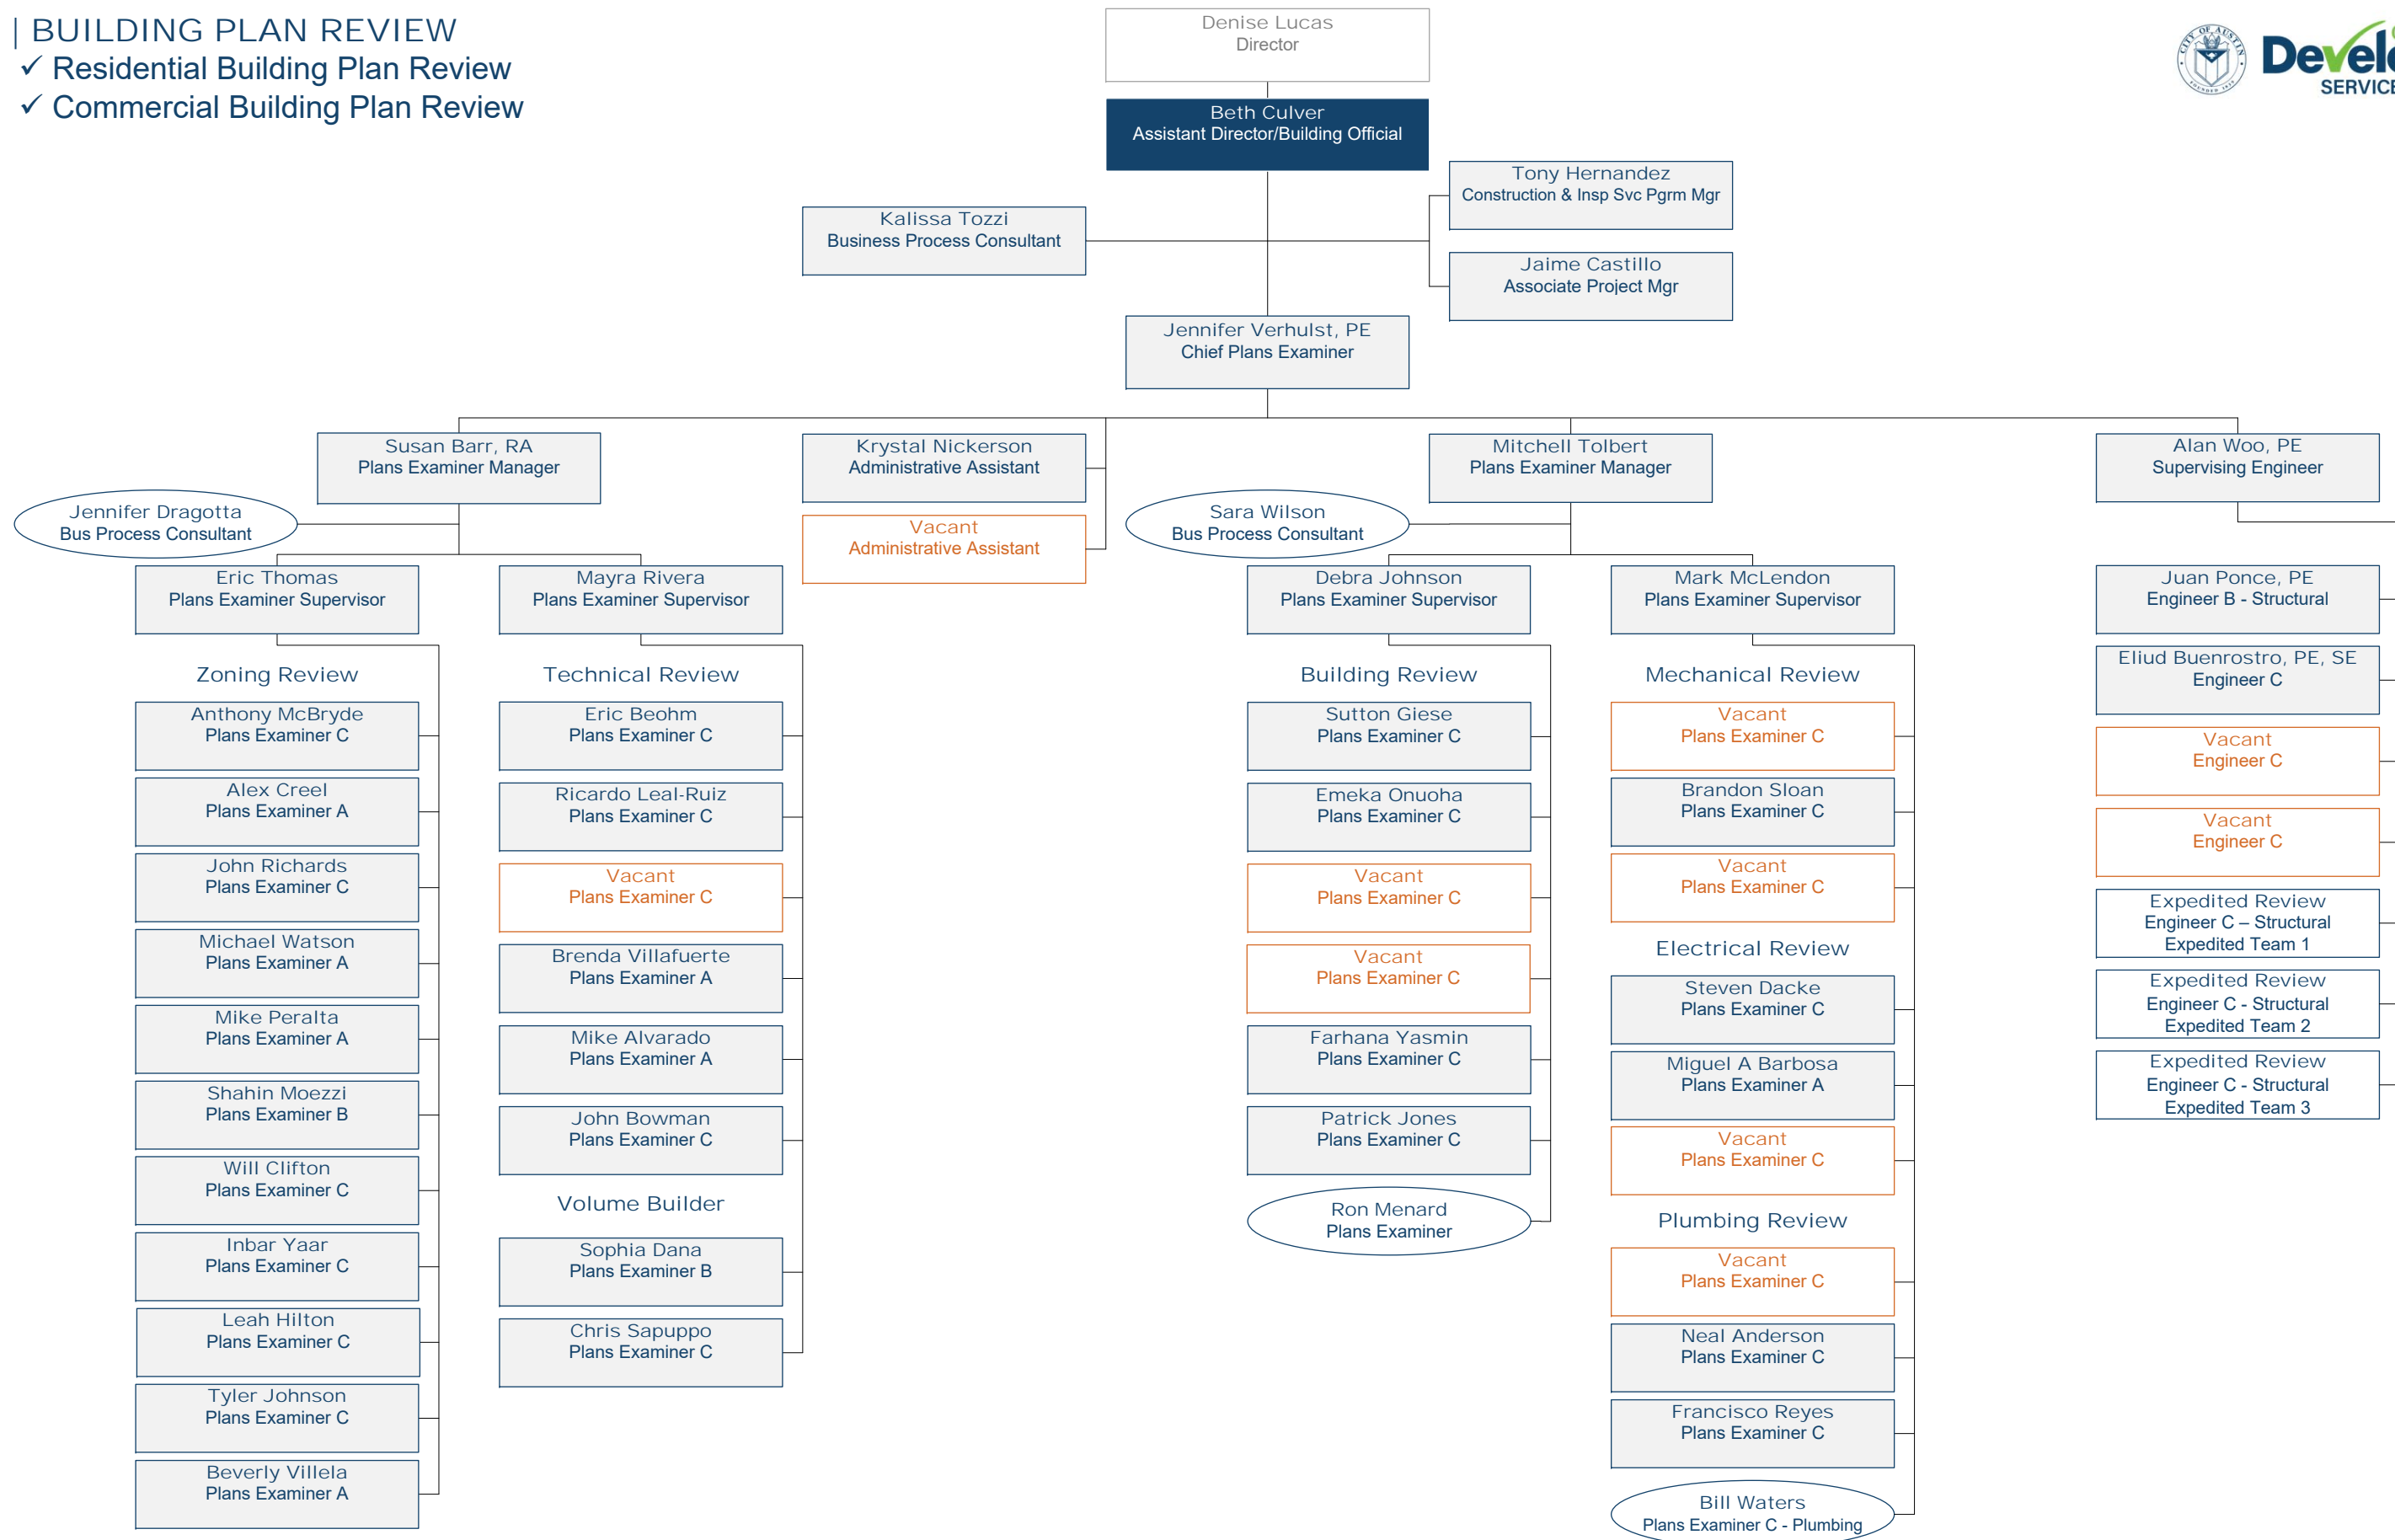 | BUILDING PLAN REVIEW
✓ Residential Building Plan Review
✓ Commercial Building Plan Review
Denise Lucas
Director
CITY OF AUSTIN
FOUNDED 1839
Develo
SERVICE
Beth Culver
Assistant Director/Building Official
Tony Hernandez
Construction & Insp Svc Pgrm Mgr
Kalissa Tozzi
Business Process Consultant
Jaime Castillo
Associate Project Mgr
Jennifer Verhulst, PE
Chief Plans Examiner
Susan Barr, RA
Plans Examiner Manager
Krystal Nickerson
Administrative Assistant
Vacant
Administrative Assistant
Mitchell Tolbert
Plans Examiner Manager
Alan Woo, PE
Supervising Engineer
Jennifer Dragotta
Bus Process Consultant
Sara Wilson
Bus Process Consultant
Eric Thomas
Plans Examiner Supervisor
Zoning Review
Anthony McBryde
Plans Examiner C
Alex Creel
Plans Examiner A
John Richards
Plans Examiner C
Michael Watson
Plans Examiner A
Mike Peralta
Plans Examiner A
Shahin Moezzi
Plans Examiner B
Will Clifton
Plans Examiner C
Inbar Yaar
Plans Examiner C
Leah Hilton
Plans Examiner C
Tyler Johnson
Plans Examiner C
Beverly Villela
Plans Examiner A
Mayra Rivera
Plans Examiner Supervisor
Technical Review
Eric Beohm
Plans Examiner C
Ricardo Leal-Ruiz
Plans Examiner C
Vacant
Plans Examiner C
Brenda Villafuerte
Plans Examiner A
Mike Alvarado
Plans Examiner A
John Bowman
Plans Examiner C
Volume Builder
Sophia Dana
Plans Examiner B
Chris Sapuppo
Plans Examiner C
Debra Johnson
Plans Examiner Supervisor
Building Review
Sutton Giese
Plans Examiner C
Emeka Onuoha
Plans Examiner C
Vacant
Plans Examiner C
Vacant
Plans Examiner C
Farhana Yasmin
Plans Examiner C
Patrick Jones
Plans Examiner C
Ron Menard
Plans Examiner
Mark McLendon
Plans Examiner Supervisor
Mechanical Review
Vacant
Plans Examiner C
Brandon Sloan
Plans Examiner C
Vacant
Plans Examiner C
Electrical Review
Steven Dacke
Plans Examiner C
Miguel A Barbosa
Plans Examiner A
Vacant
Plans Examiner C
Plumbing Review
Vacant
Plans Examiner C
Neal Anderson
Plans Examiner C
Francisco Reyes
Plans Examiner C
Bill Waters
Plans Examiner C - Plumbing
Juan Ponce, PE
Engineer B - Structural
Eliud Buenrostro, PE, SE
Engineer C
Vacant
Engineer C
Vacant
Engineer C
Expedited Review
Engineer C – Structural
Expedited Team 1
Expedited Review
Engineer C - Structural
Expedited Team 2
Expedited Review
Engineer C - Structural
Expedited Team 3